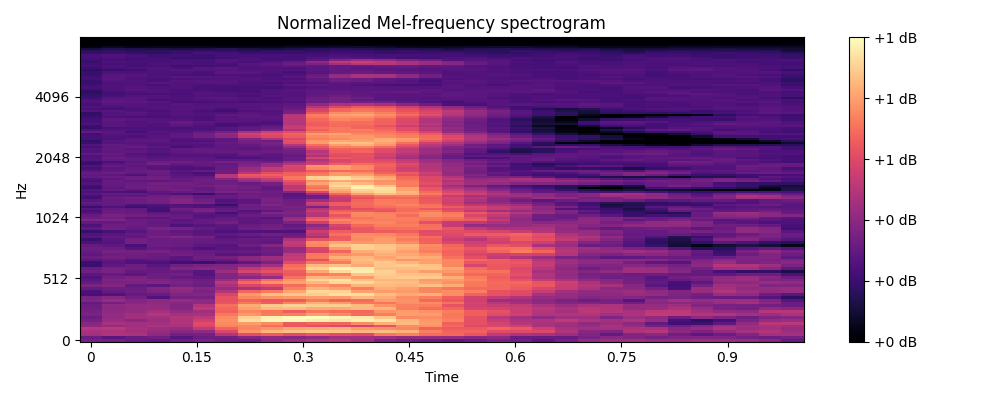 Normalized Mel-frequency spectrogram
Hz
4096
2048
1024
512
0
0 0.15 0.3 0.45 0.6 0.75 0.9
Time
+1 dB
+1 dB
+1 dB
+0 dB
+0 dB
+0 dB